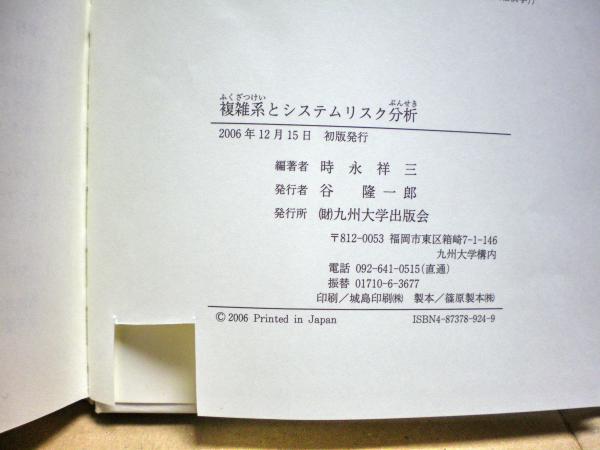 ふくざつけい ぶんせき
複雑系とシステムリスク分析
2006年12月15日 初版発行
編著者 時永祥三
発行者 谷 隆一郎
発行所 ㈶九州大学出版会
〒812-0053 福岡市東区箱崎7-1-146
九州大学構内
電話 092-641-0515(直通)
振替 01710-6-3677
印刷/城島印刷㈱ 製本/篠原製本㈱
© 2006 Printed in Japan ISBN4-87378-924-9